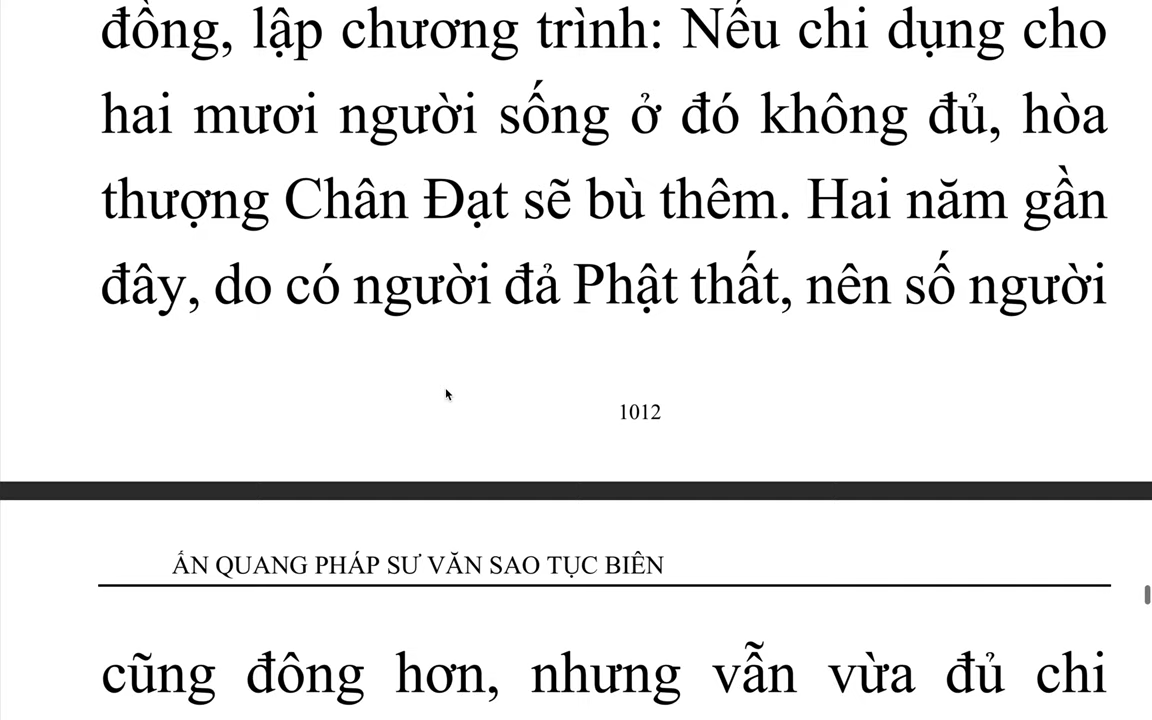 đồng, lập chương trình: Nếu chi dụng cho
hai mươi người sống ở đó không đủ, hòa
thượng Chân Đạt sẽ bù thêm. Hai năm gần
đây, do có người đả Phật thất, nên số người
1012
ẤN QUANG PHÁP SƯ VĂN SAO TỤC BIÊN
cũng đông hơn, nhưng vẫn vừa đủ chi